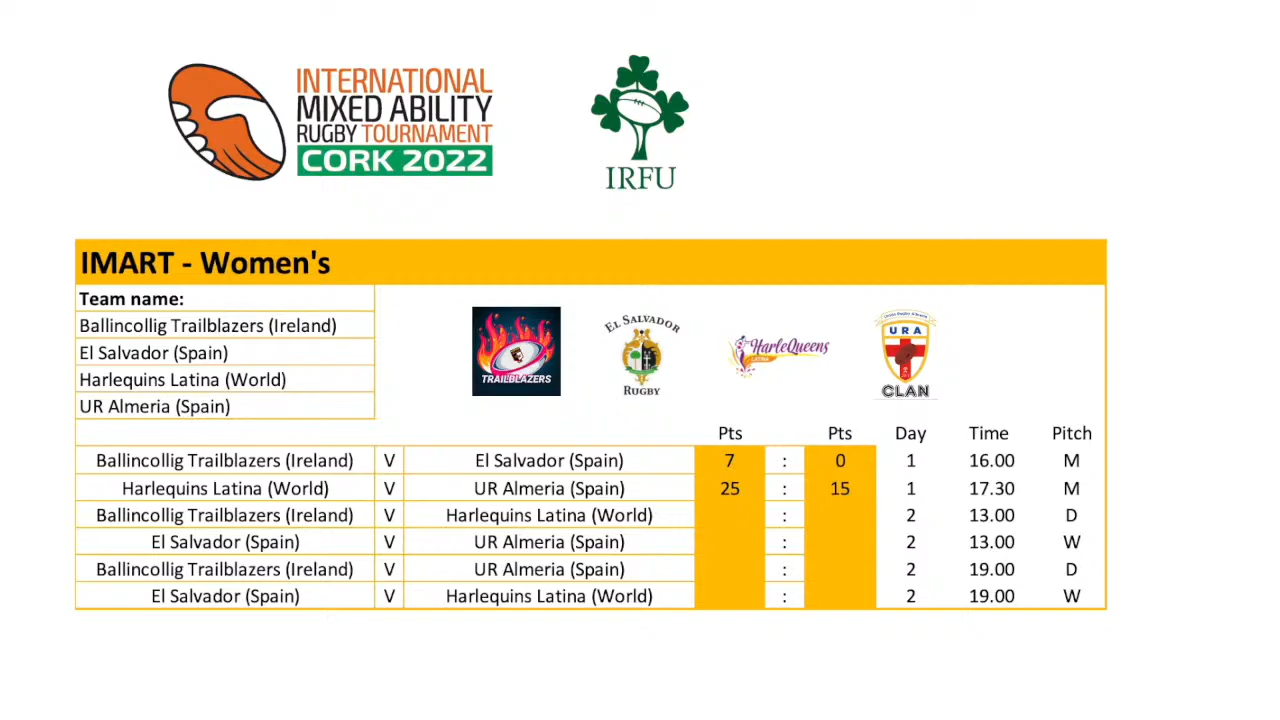 INTERNATIONAL
MIXED ABILITY
RUGBY TOURNAMENT
CORK 2022
IRFU
IMART - Women's
Team name:
Ballincollig Trailblazers (Ireland)
El Salvador (Spain)
Harlequins Latina (World)
UR Almeria (Spain)
TRAILBLAZERS
EL SALVADOR
RUGBY
HarleQueens
LATINA
URA
CLAN
Pts Pts Day Time Pitch
Ballincollig Trailblazers (Ireland) V El Salvador (Spain) 7 : 0 1 16.00 M
Harlequins Latina (World) V UR Almeria (Spain) 25 : 15 1 17.30 M
Ballincollig Trailblazers (Ireland) V Harlequins Latina (World) : 2 13.00 D
El Salvador (Spain) V UR Almeria (Spain) : 2 13.00 W
Ballincollig Trailblazers (Ireland) V UR Almeria (Spain) : 2 19.00 D
El Salvador (Spain) V Harlequins Latina (World) : 2 19.00 W